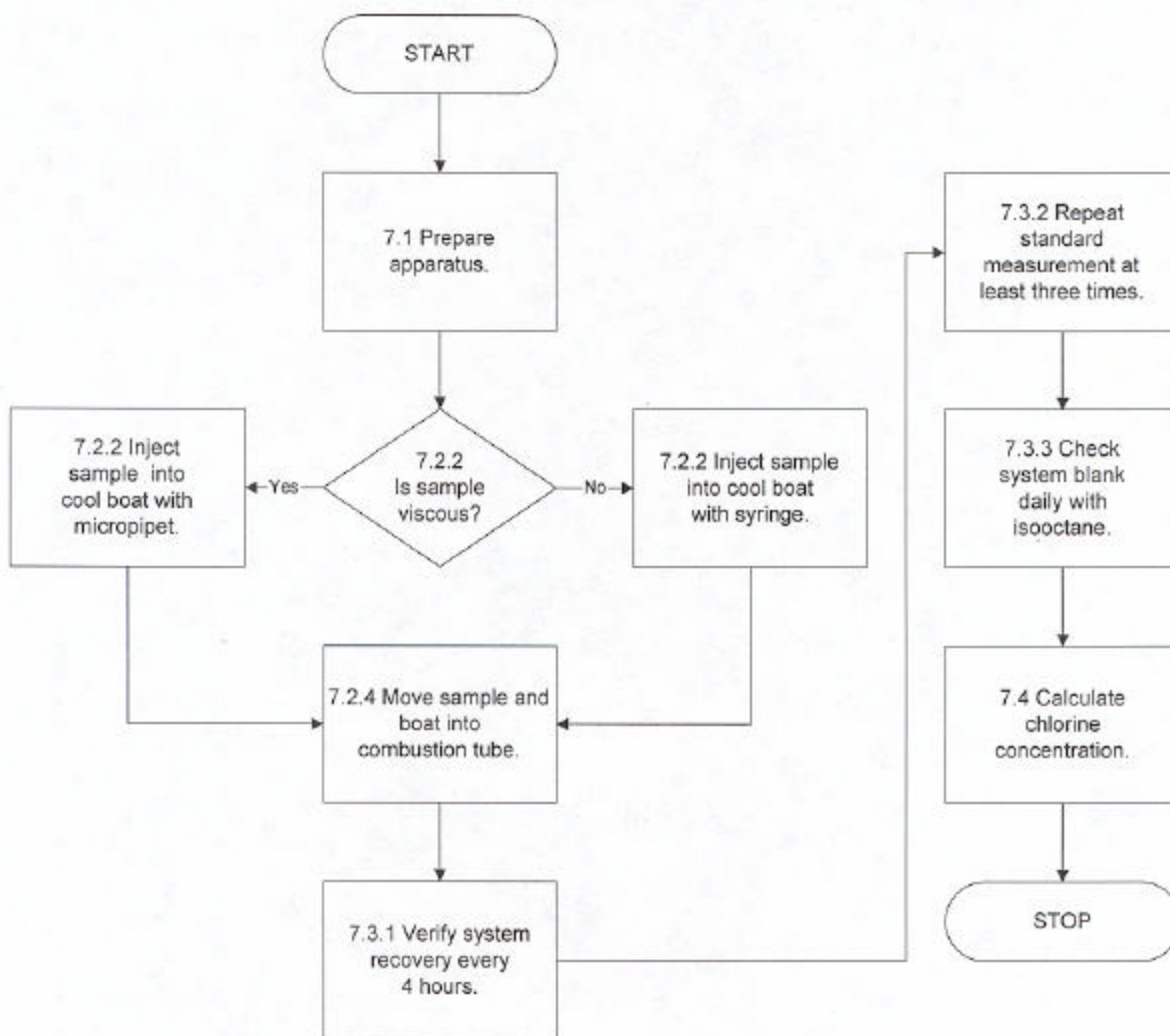 START
7.1 Prepare
apparatus.
7.2.2
Is sample
viscous?
Yes
No
7.2.2 Inject
sample into
cool boat with
micropipet.
7.2.2 Inject sample
into cool boat
with syringe.
7.2.4 Move sample and
boat into
combustion tube.
7.3.1 Verify system
recovery every
4 hours.
7.3.2 Repeat
standard
measurement at
least three times.
7.3.3 Check
system blank
daily with
isooctane.
7.4 Calculate
chlorine
concentration.
STOP